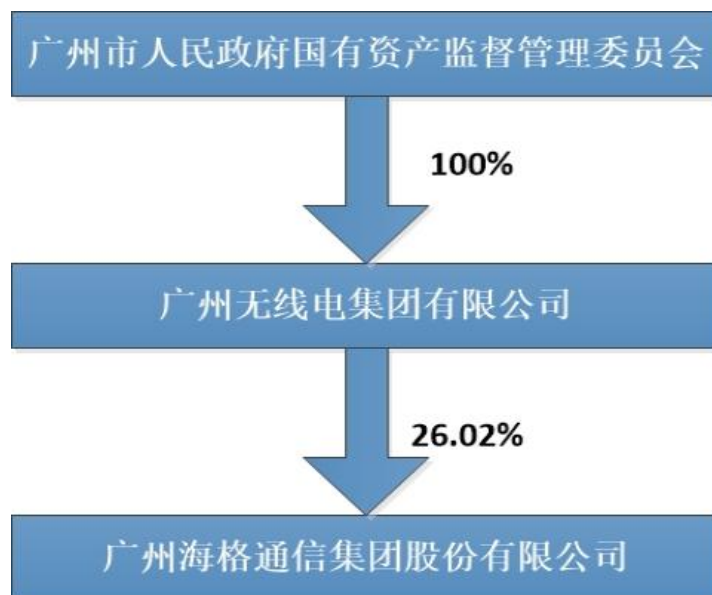 广州市人民政府国有资产监督管理委员会
100%
广州无线电集团有限公司
26.02%
广州海格通信集团股份有限公司